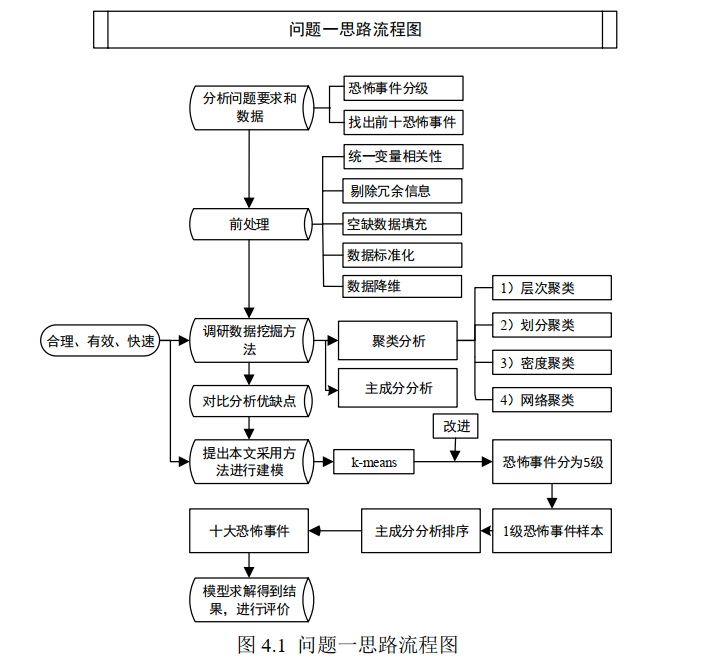 问题一思路流程图
分析问题要求和
数据
恐怖事件分级
找出前十恐怖事件
统一变量相关性
剔除冗余信息
前处理
空缺数据填充
数据标准化
数据降维
合理、有效、快速
调研数据挖掘方
法
聚类分析
主成分分析
1）层次聚类
2）划分聚类
3）密度聚类
4）网络聚类
对比分析优缺点
提出本文采用方
法进行建模
k-means
改进
恐怖事件分为5级
1级恐怖事件样本
主成分分析排序
十大恐怖事件
模型求解得到结
果，进行评价
图 4.1 问题一思路流程图